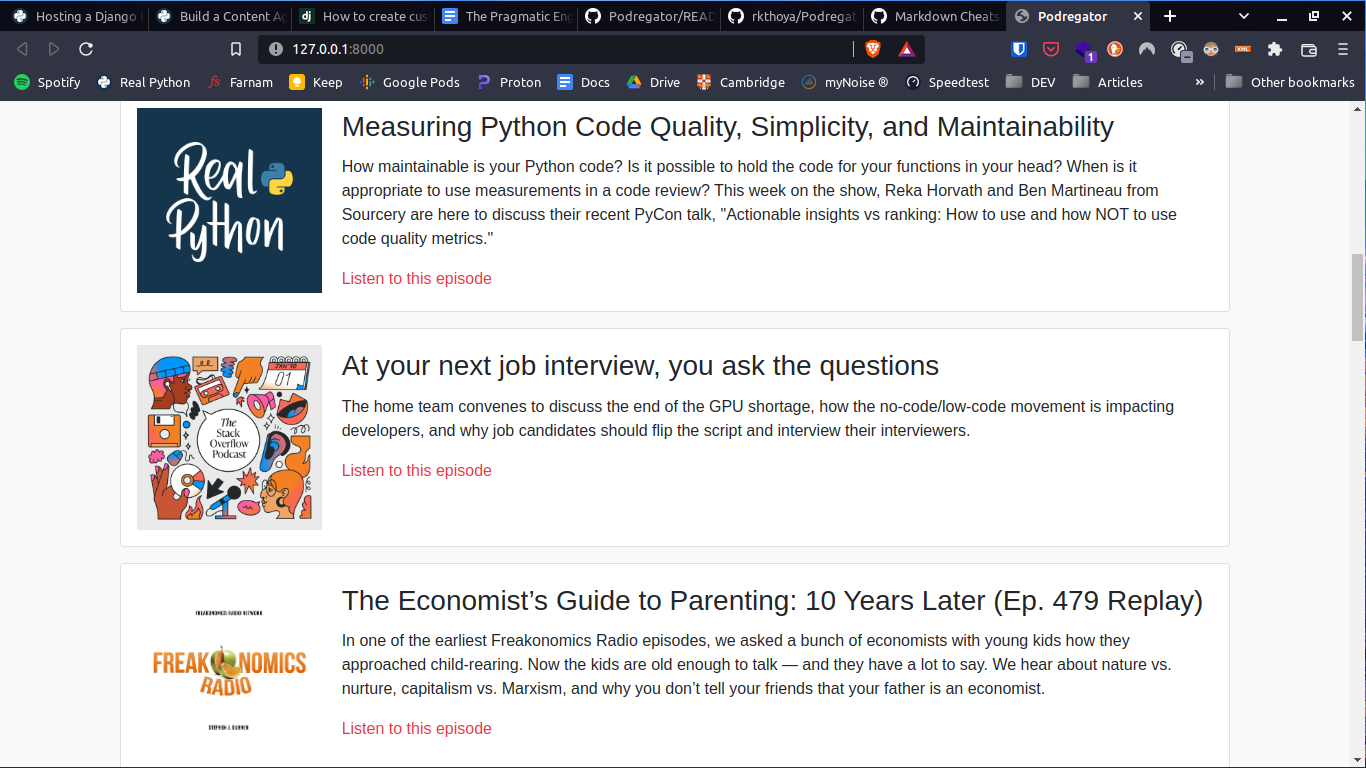 Hosting a Django
Build a Content Ag
How to create cus
The Pragmatic Eng
Podregator/READ
rkthoya/Podregat
Markdown Cheats
Podregator
127.0.0.1:8000
1
XML
Spotify
Real Python
Farnam
Keep
Google Pods
Proton
Docs
Drive
Cambridge
myNoise ®
Speedtest
DEV
Articles
»
Other bookmarks
Real
Python
Measuring Python Code Quality, Simplicity, and Maintainability
How maintainable is your Python code? Is it possible to hold the code for your functions in your head? When is it
appropriate to use measurements in a code review? This week on the show, Reka Horvath and Ben Martineau from
Sourcery are here to discuss their recent PyCon talk, "Actionable insights vs ranking: How to use and how NOT to use
code quality metrics."
Listen to this episode
JAN '10
01
The
Stack
Overflow
Podcast
At your next job interview, you ask the questions
The home team convenes to discuss the end of the GPU shortage, how the no-code/low-code movement is impacting
developers, and why job candidates should flip the script and interview their interviewers.
Listen to this episode
FREAKONOMICS RADIO NETWORK
FREAKONOMICS
RADIO
STEPHEN J. DUBNER
The Economist’s Guide to Parenting: 10 Years Later (Ep. 479 Replay)
In one of the earliest Freakonomics Radio episodes, we asked a bunch of economists with young kids how they
approached child-rearing. Now the kids are old enough to talk — and they have a lot to say. We hear about nature vs.
nurture, capitalism vs. Marxism, and why you don’t tell your friends that your father is an economist.
Listen to this episode